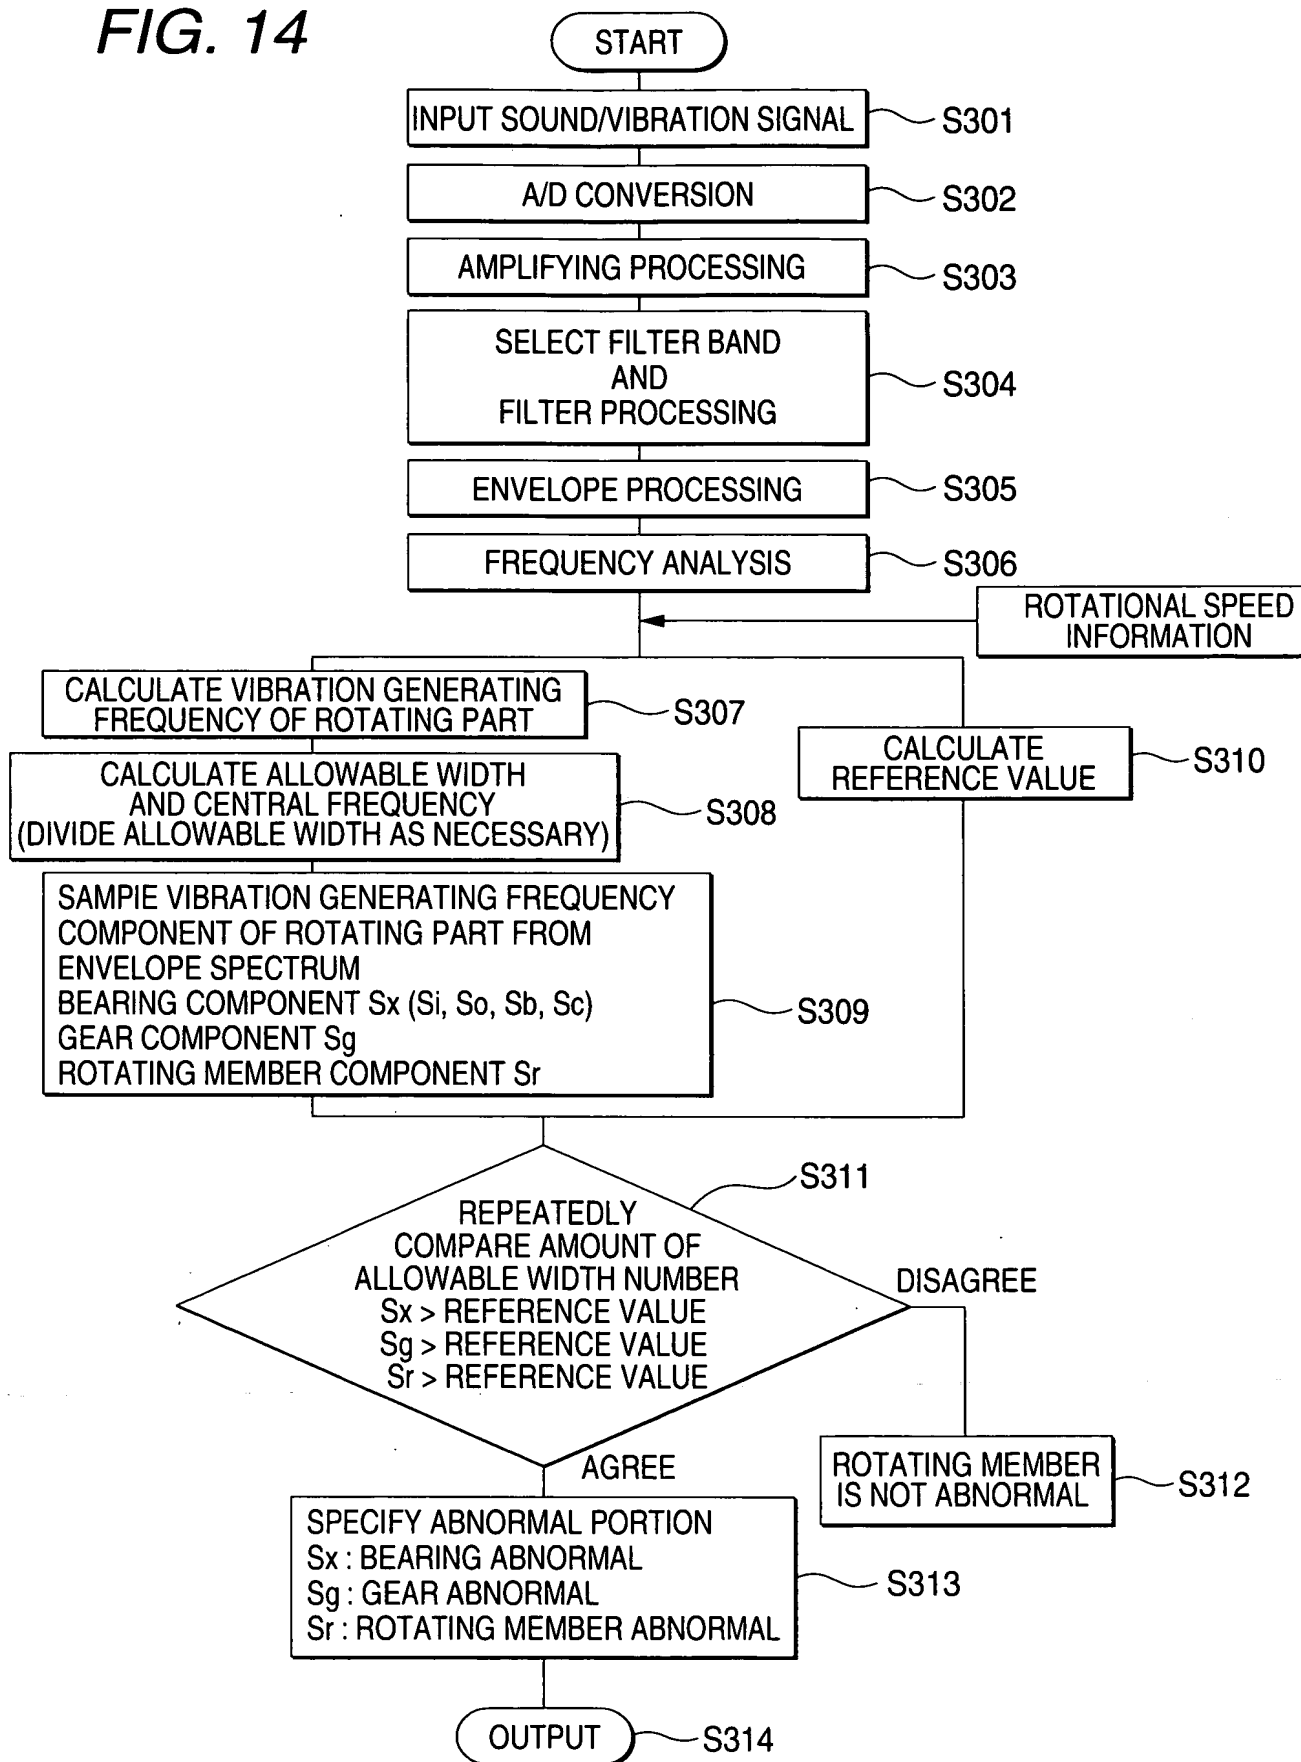 FIG. 14
START
INPUT SOUND/VIBRATION SIGNAL
S301
A/D CONVERSION
S302
AMPLIFYING PROCESSING
S303
SELECT FILTER BAND
AND
FILTER PROCESSING
S304
ENVELOPE PROCESSING
S305
FREQUENCY ANALYSIS
S306
ROTATIONAL SPEED
INFORMATION
CALCULATE VIBRATION GENERATING
FREQUENCY OF ROTATING PART
S307
CALCULATE
REFERENCE VALUE
S310
CALCULATE ALLOWABLE WIDTH
AND CENTRAL FREQUENCY
(DIVIDE ALLOWABLE WIDTH AS NECESSARY)
S308
SAMPIE VIBRATION GENERATING FREQUENCY
COMPONENT OF ROTATING PART FROM
ENVELOPE SPECTRUM
BEARING COMPONENT Sx (Si, So, Sb, Sc)
GEAR COMPONENT Sg
ROTATING MEMBER COMPONENT Sr
S309
S311
REPEATEDLY
COMPARE AMOUNT OF
ALLOWABLE WIDTH NUMBER
Sx > REFERENCE VALUE
Sg > REFERENCE VALUE
Sr > REFERENCE VALUE
DISAGREE
AGREE
ROTATING MEMBER
IS NOT ABNORMAL
S312
SPECIFY ABNORMAL PORTION
Sx : BEARING ABNORMAL
Sg : GEAR ABNORMAL
Sr : ROTATING MEMBER ABNORMAL
S313
OUTPUT
S314